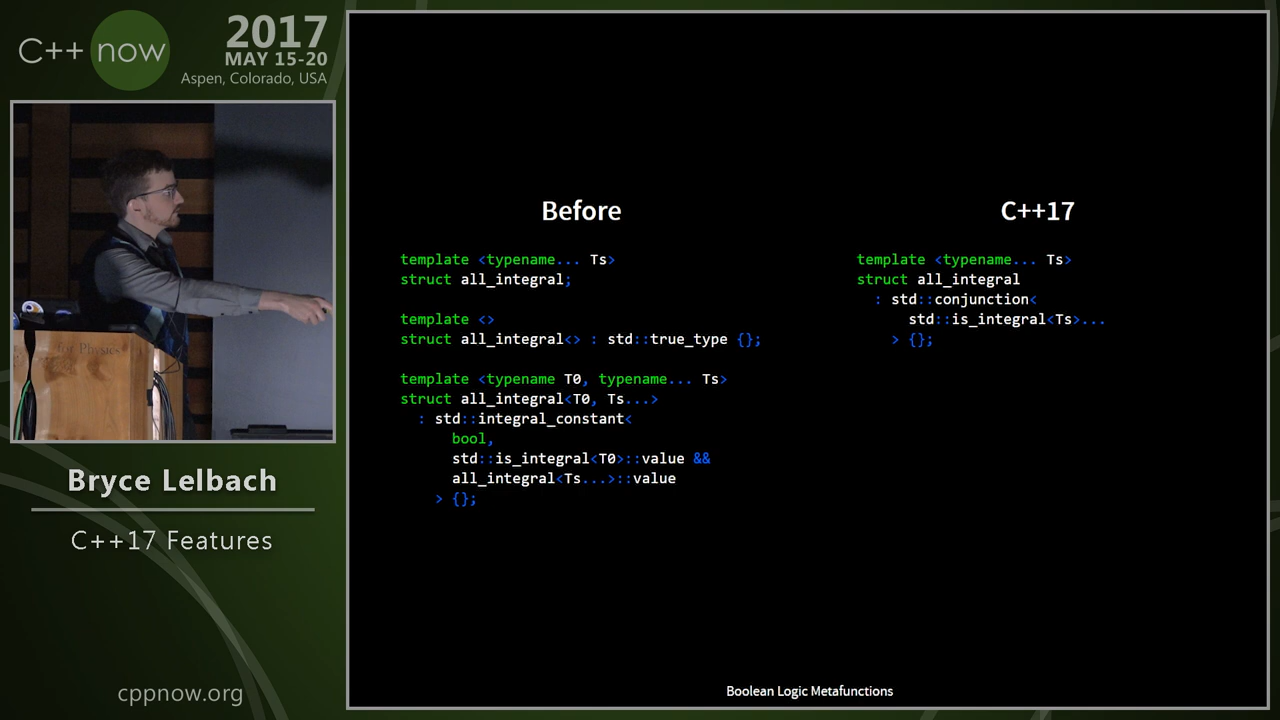 C++ now
2017
MAY 15-20
Aspen, Colorado, USA
for Physics
Bryce Lelbach
C++17 Features
cppnow.org
Before
template <typename... Ts>
struct all_integral;
template <>
struct all_integral<> : std::true_type {};
template <typename T0, typename... Ts>
struct all_integral<T0, Ts...>
: std::integral_constant<
bool,
std::is_integral<T0>::value &&
all_integral<Ts...>::value
> {};
C++17
template <typename... Ts>
struct all_integral
: std::conjunction<
std::is_integral<Ts>...
> {};
Boolean Logic Metafunctions